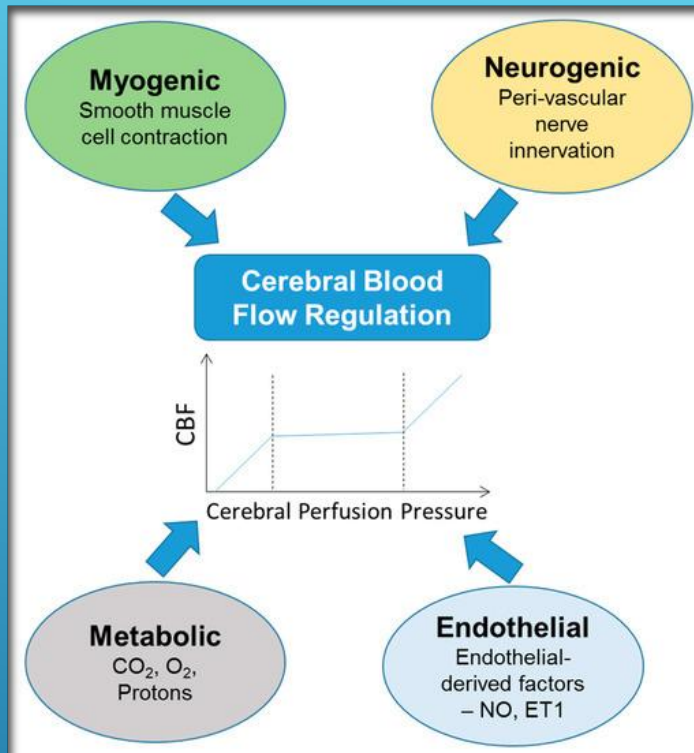 Myogenic
Smooth muscle
cell contraction
Neurogenic
Peri-vascular
nerve
innervation
Cerebral Blood
Flow Regulation
CBF
Cerebral Perfusion Pressure
Metabolic
CO₂, O₂,
Protons
Endothelial
Endothelial-
derived factors
– NO, ET1